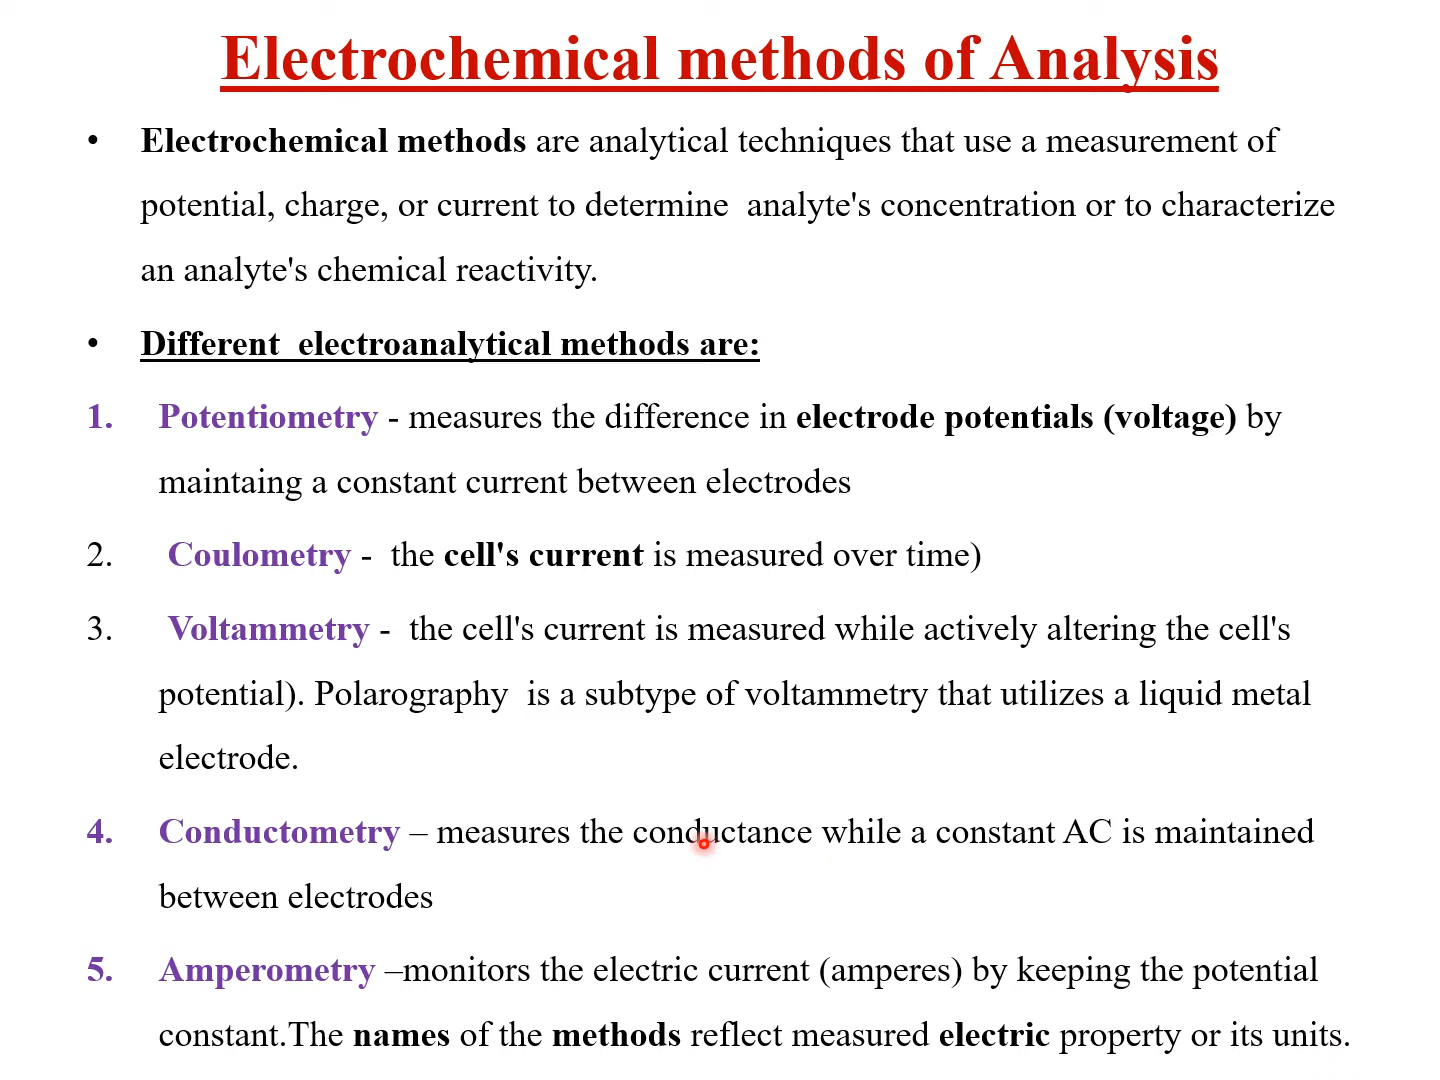 Electrochemical methods of Analysis
• Electrochemical methods are analytical techniques that use a measurement of
potential, charge, or current to determine  analyte's concentration or to characterize
an analyte's chemical reactivity.
• Different  electroanalytical methods are:
1. Potentiometry - measures the difference in electrode potentials (voltage) by
maintaing a constant current between electrodes
2. Coulometry -  the cell's current is measured over time)
3. Voltammetry -  the cell's current is measured while actively altering the cell's
potential). Polarography  is a subtype of voltammetry that utilizes a liquid metal
electrode.
4. Conductometry – measures the conductance while a constant AC is maintained
between electrodes
5. Amperometry –monitors the electric current (amperes) by keeping the potential
constant.The names of the methods reflect measured electric property or its units.